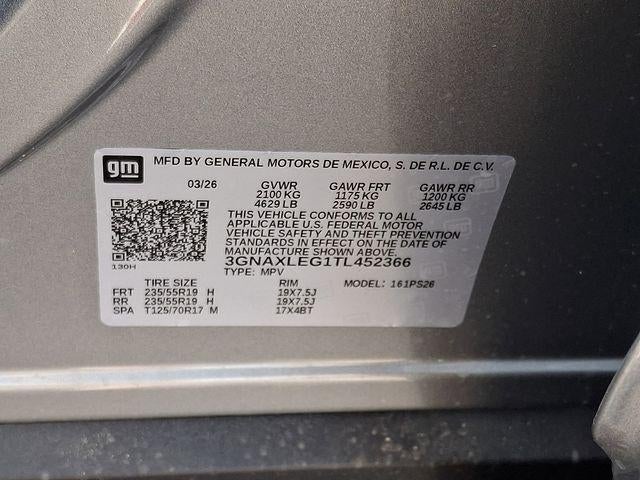 gm
MFD BY GENERAL MOTORS DE MEXICO, S. DE R.L. DE C.V.
03/26 GVWR GAWR FRT GAWR RR
2100 KG 1175 KG 1200 KG
4629 LB 2590 LB 2645 LB
THIS VEHICLE CONFORMS TO ALL
APPLICABLE U.S. FEDERAL MOTOR
VEHICLE SAFETY AND THEFT PREVENTION
STANDARDS IN EFFECT ON THE DATE OF
MANUFACTURE SHOWN ABOVE.
3GNAXLEG1TL452366
130H
TYPE: MPV
TIRE SIZE RIM MODEL: 161PS26
FRT 235/55R19 H 19X7.5J
RR 235/55R19 H 19X7.5J
SPA T125/70R17 M 17X4BT